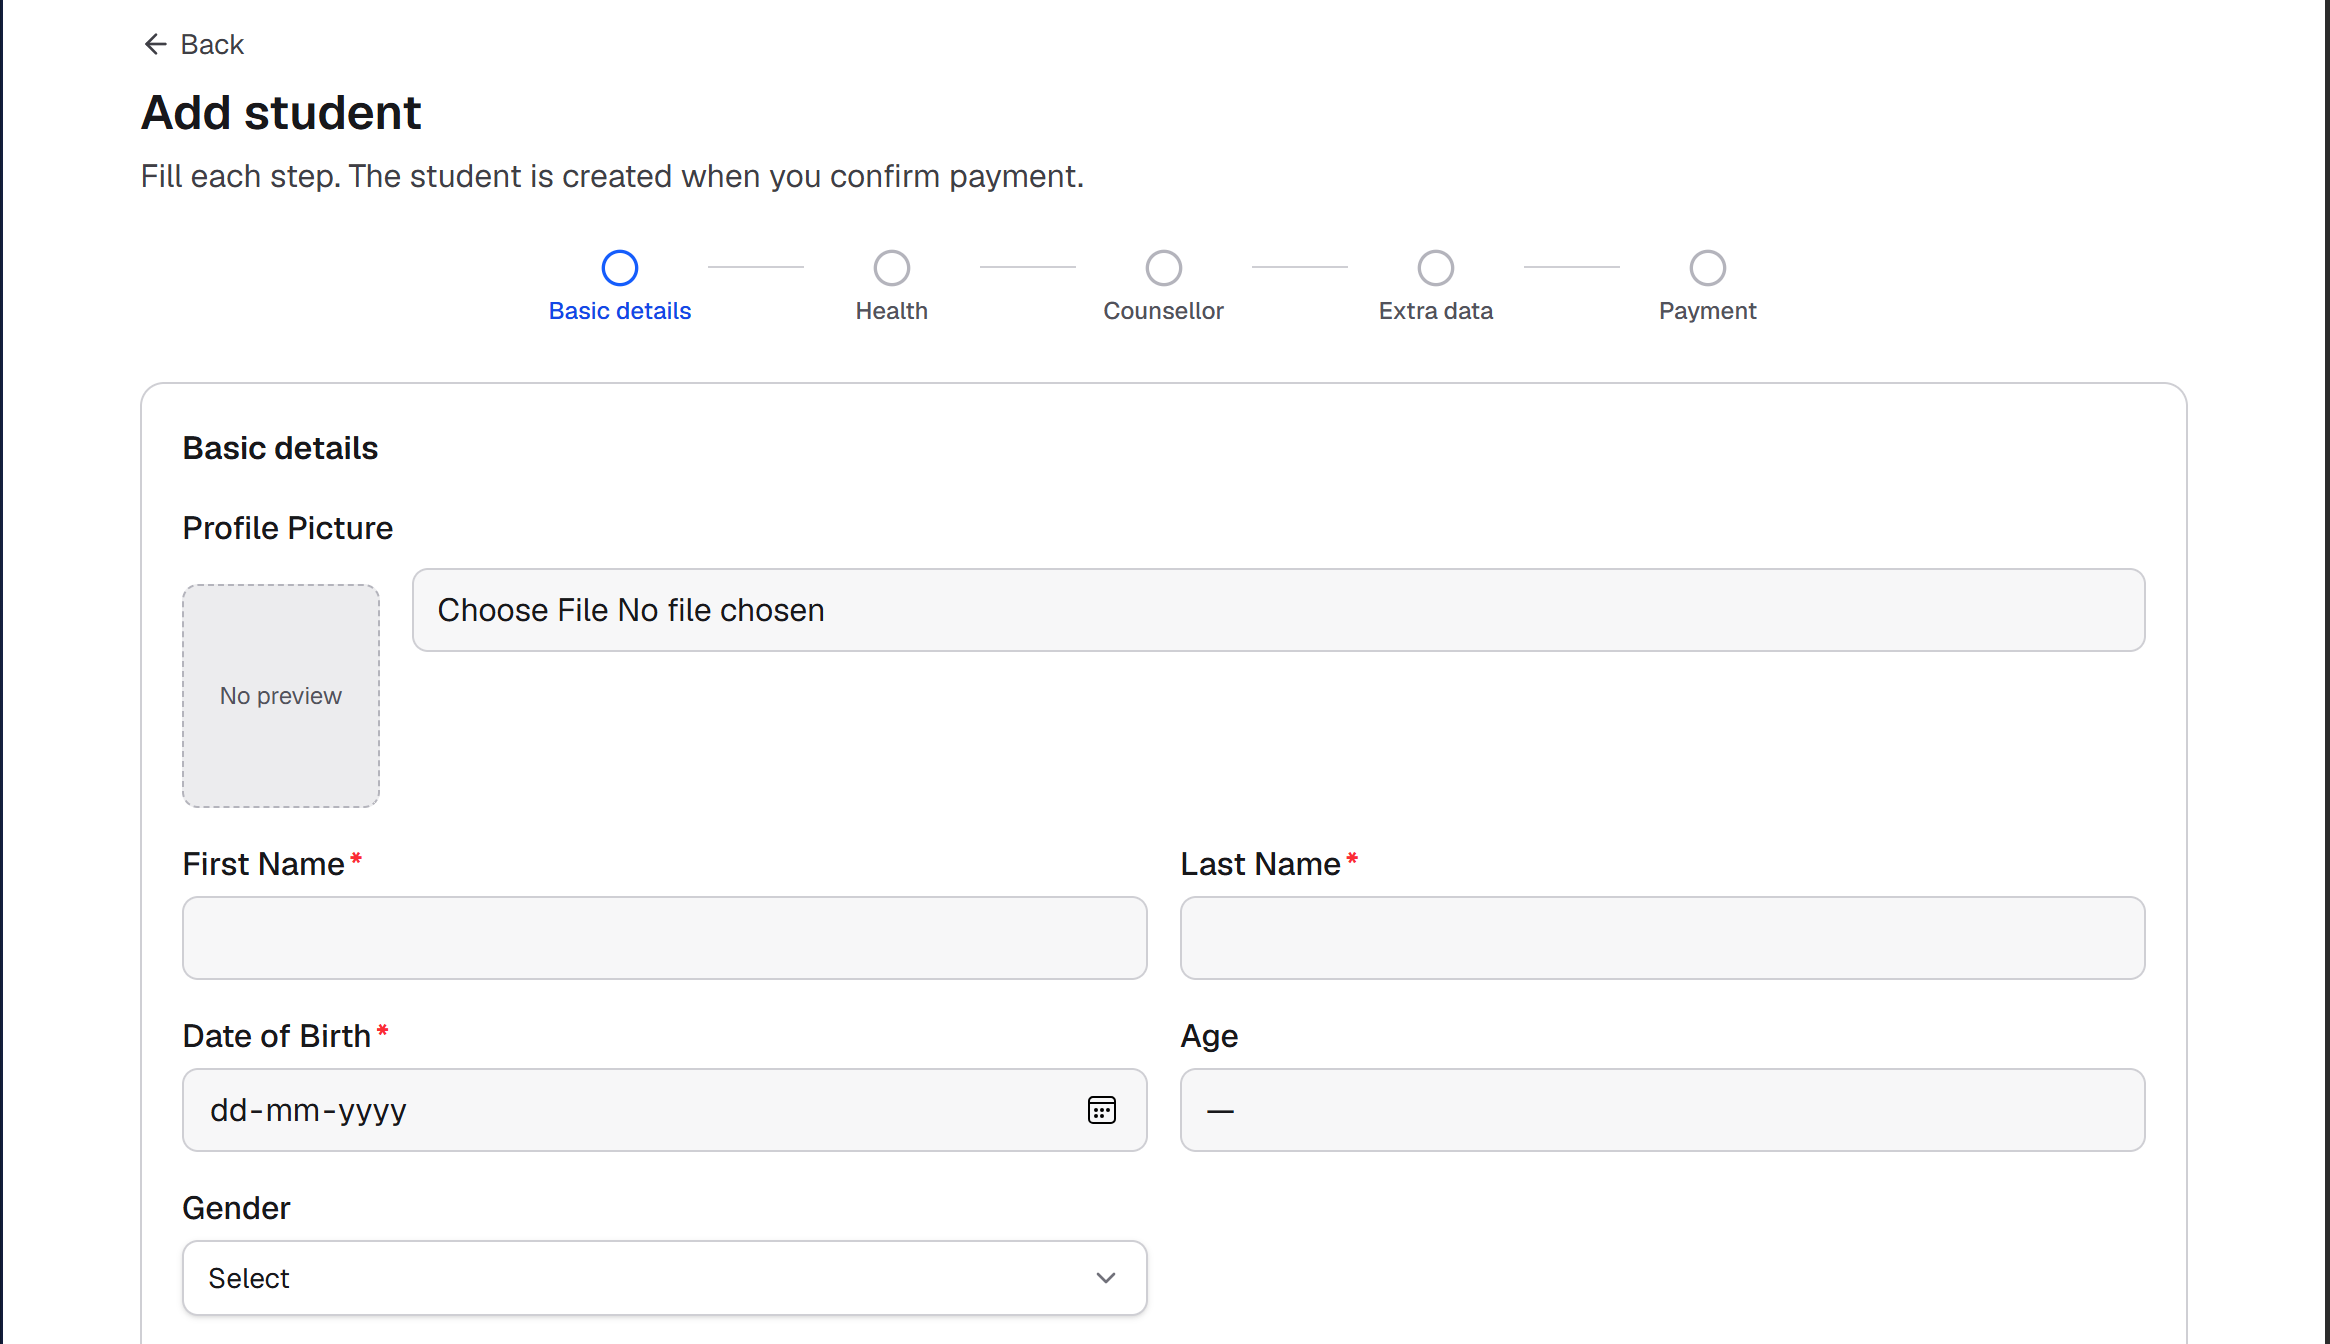 Back
Add student
Fill each step. The student is created when you confirm payment.
Basic details
Health
Counsellor
Extra data
Payment
Basic details
Profile Picture
Choose File No file chosen
No preview
First Name*
Last Name*
Date of Birth*
Age
dd-mm-yyyy
—
Gender
Select